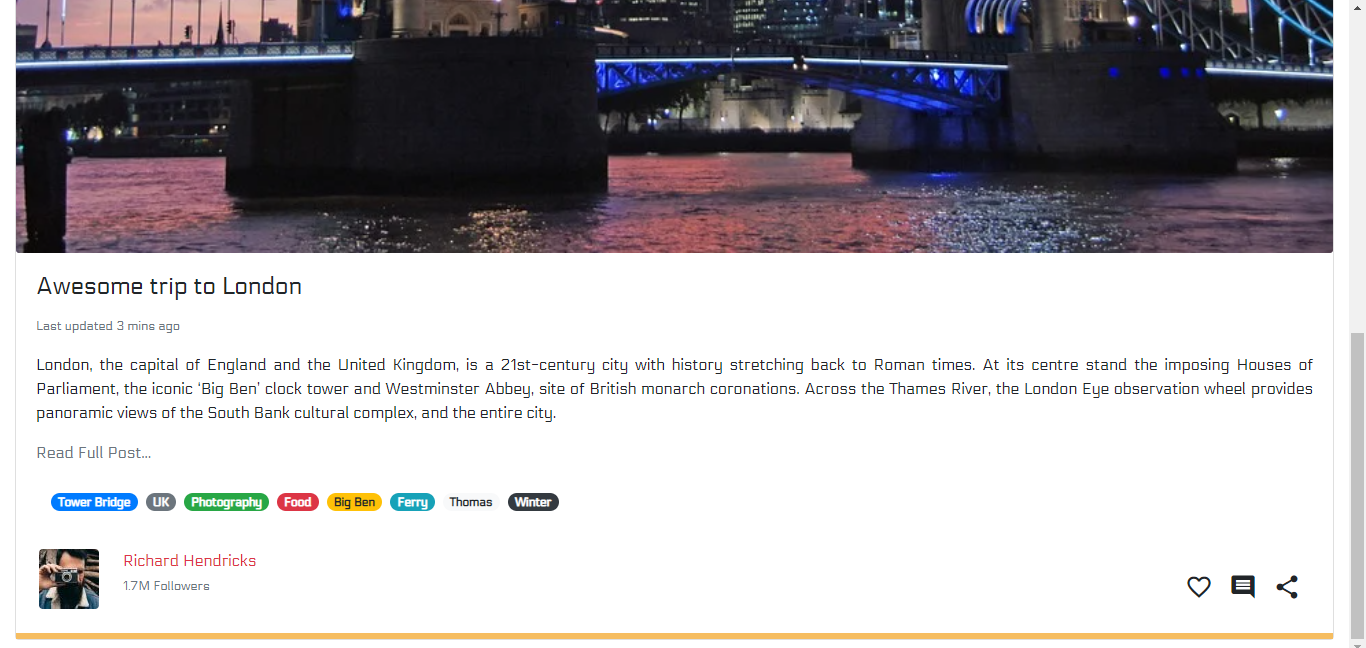 Awesome trip to London
Last updated 3 mins ago
London, the capital of England and the United Kingdom, is a 21st-century city with history stretching back to Roman times. At its centre stand the imposing Houses of
Parliament, the iconic ‘Big Ben’ clock tower and Westminster Abbey, site of British monarch coronations. Across the Thames River, the London Eye observation wheel provides
panoramic views of the South Bank cultural complex, and the entire city.
Read Full Post...
Tower Bridge UK Photography Food Big Ben Ferry Thomas Winter
Richard Hendricks
1.7M Followers